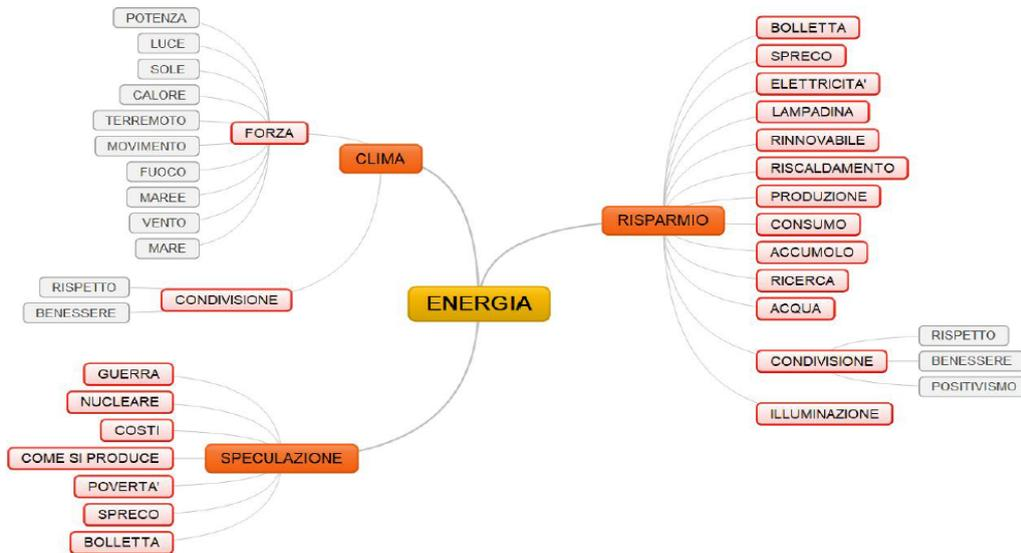 POTENZA
LUCE
SOLE
CALORE
TERREMOTO
MOVIMENTO
FUOCO
MAREE
VENTO
MARE
FORZA
CLIMA
RISPETTO
BENESSERE
CONDIVISIONE
ENERGIA
GUERRA
NUCLEARE
COSTI
COME SI PRODUCE
POVERTA'
SPRECO
BOLLETTA
SPECULAZIONE
RISPARMIO
BOLLETTA
SPRECO
ELETTRICITA'
LAMPADINA
RINNOVABILE
RISCALDAMENTO
PRODUZIONE
CONSUMO
ACCUMOLO
RICERCA
ACQUA
CONDIVISIONE
RISPETTO
BENESSERE
POSITIVISMO
ILLUMINAZIONE